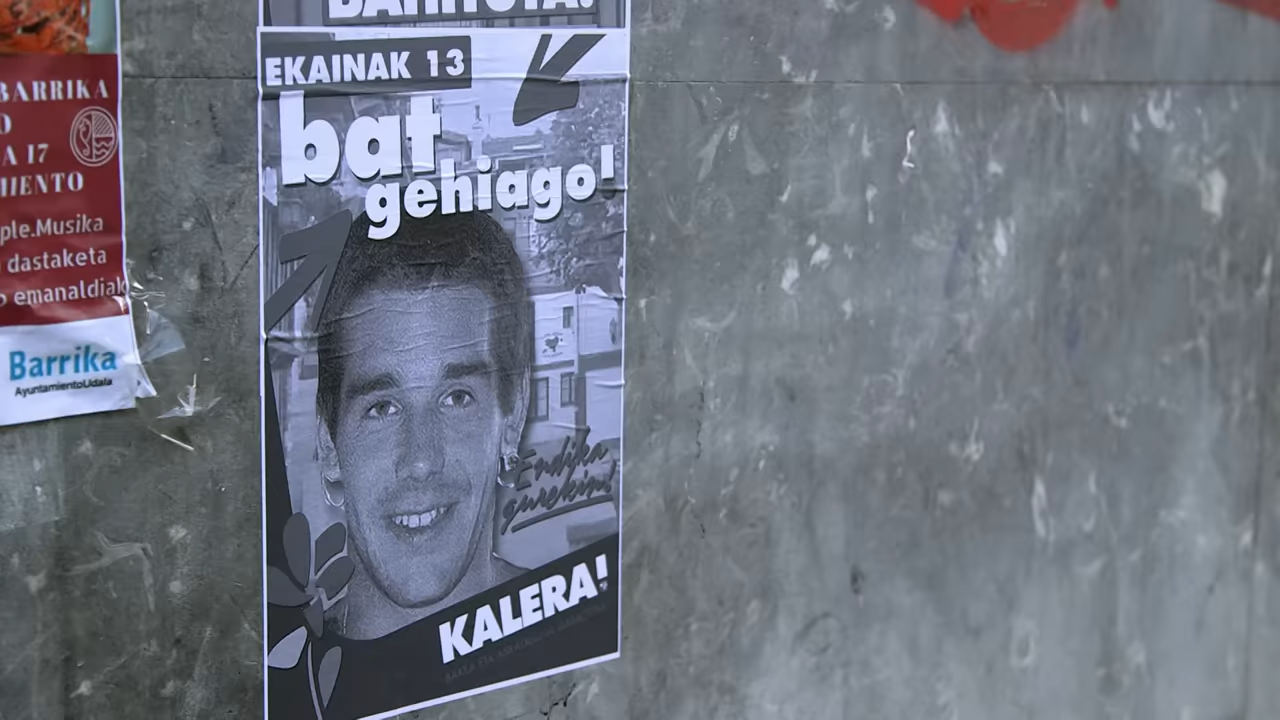 BARRIKA
A 17
MIENTO
ple.Musika
dastaketa
emanaldiak
Barrika
AyuntamientoUdala
EKAINAK 13
bat
gehiago!
Endika
gurekin!
KALERA!